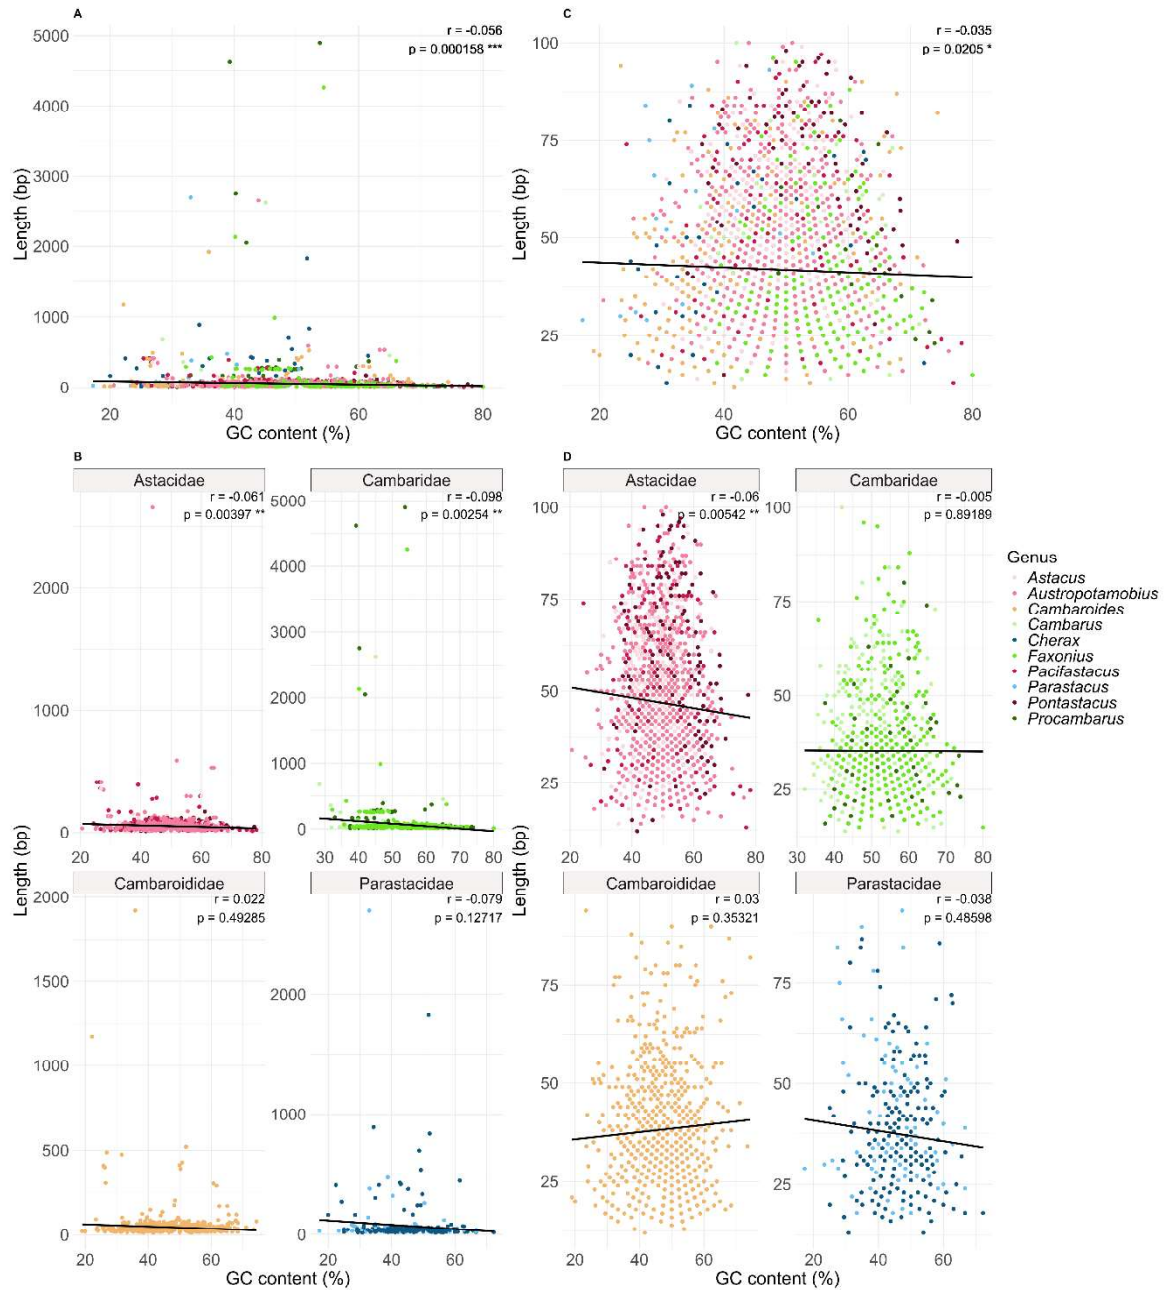 A
r = -0.056
p = 0.000158 ***
5000
4000
3000
2000
1000
0
Length (bp)
20 40 60 80
GC content (%)
C
r = -0.035
p = 0.0205 *
100
75
50
25
Length (bp)
20 40 60 80
GC content (%)
B
Astacidae
r = -0.061
p = 0.00397 **
2000
1000
0
20 40 60 80
Cambaridae
r = -0.098
p = 0.00254 **
5000
4000
3000
2000
1000
0
30 40 50 60 70 80
Length (bp)
Cambaroididae
r = 0.022
p = 0.49285
2000
1500
1000
500
0
20 40 60
Parastacidae
r = -0.079
p = 0.12717
2000
1000
0
20 40 60
GC content (%)
D
Astacidae
r = -0.06
p = 0.00542 **
100
75
50
25
20 40 60 80
Cambaridae
r = -0.005
p = 0.89189
100
75
50
25
30 40 50 60 70 80
Length (bp)
Cambaroididae
r = 0.03
p = 0.35321
75
50
25
20 40 60
Parastacidae
r = -0.038
p = 0.48598
75
50
25
20 40 60
GC content (%)
Genus
Astacus
Austropotamobius
Cambaroides
Cambarus
Cherax
Faxonius
Pacifastacus
Parastacus
Pontastacus
Procambarus